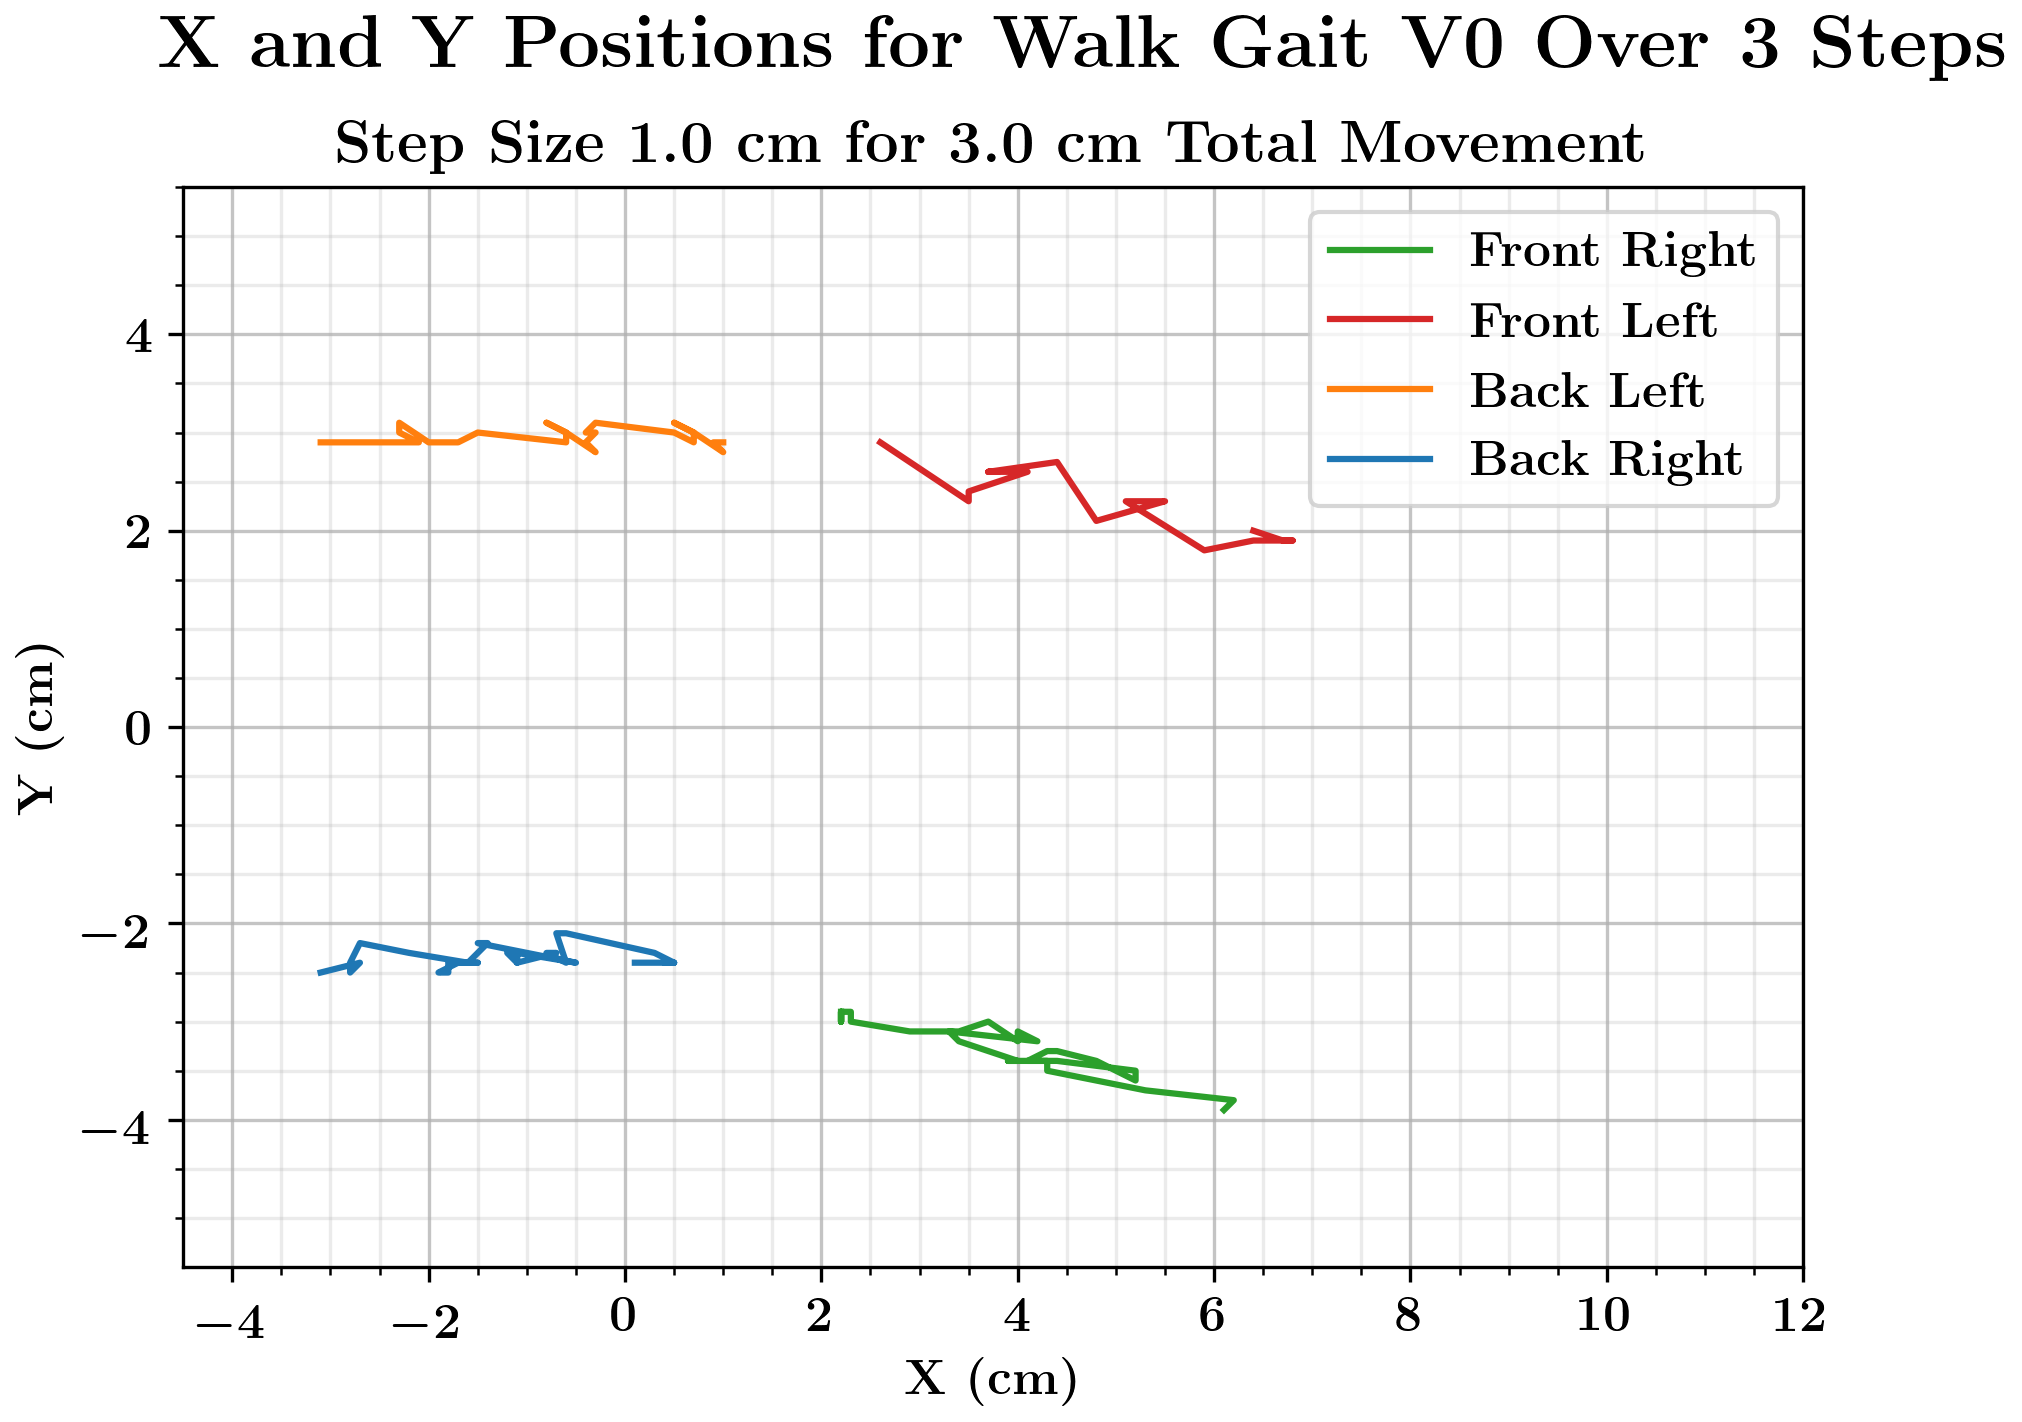 X and Y Positions for Walk Gait V0 Over 3 Steps
Step Size 1.0 cm for 3.0 cm Total Movement
Front Right
Front Left
Back Left
Back Right
Y (cm)
4
2
0
−2
−4
−4 −2 0 2 4 6 8 10 12
X (cm)